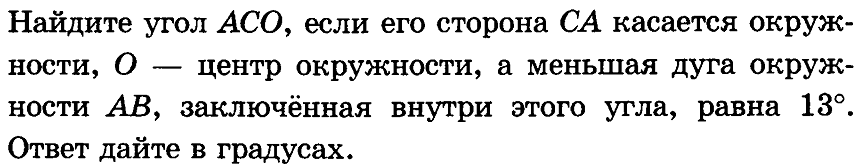 Найдите угол ACO, если его сторона CA касается окруж-
ности, O — центр окружности, а меньшая дуга окруж-
ности AB, заключённая внутри этого угла, равна 13°.
Ответ дайте в градусах.